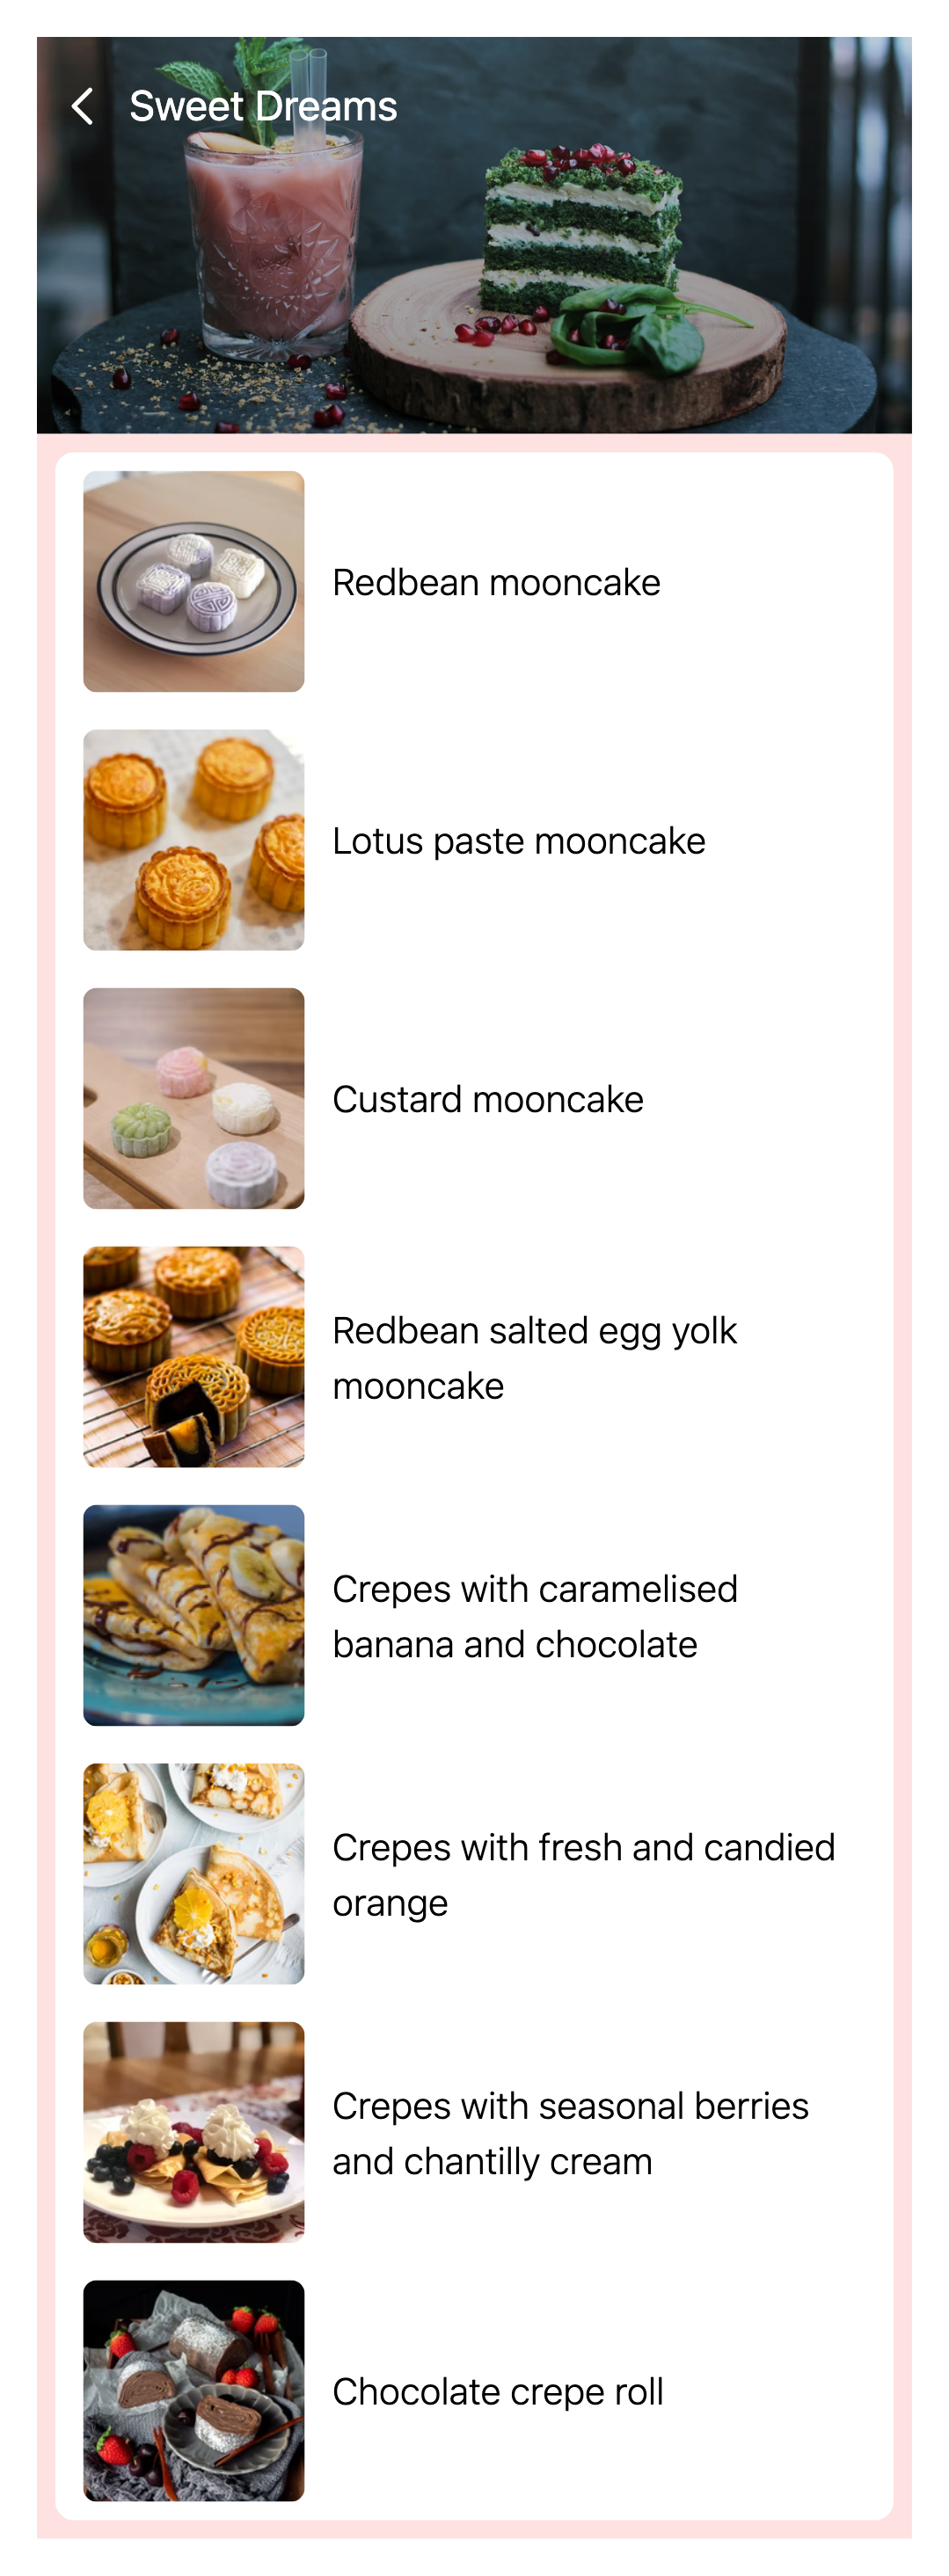 Sweet Dreams
Redbean mooncake
Lotus paste mooncake
Custard mooncake
Redbean salted egg yolk
mooncake
Crepes with caramelised
banana and chocolate
Crepes with fresh and candied
orange
Crepes with seasonal berries
and chantilly cream
Chocolate crepe roll